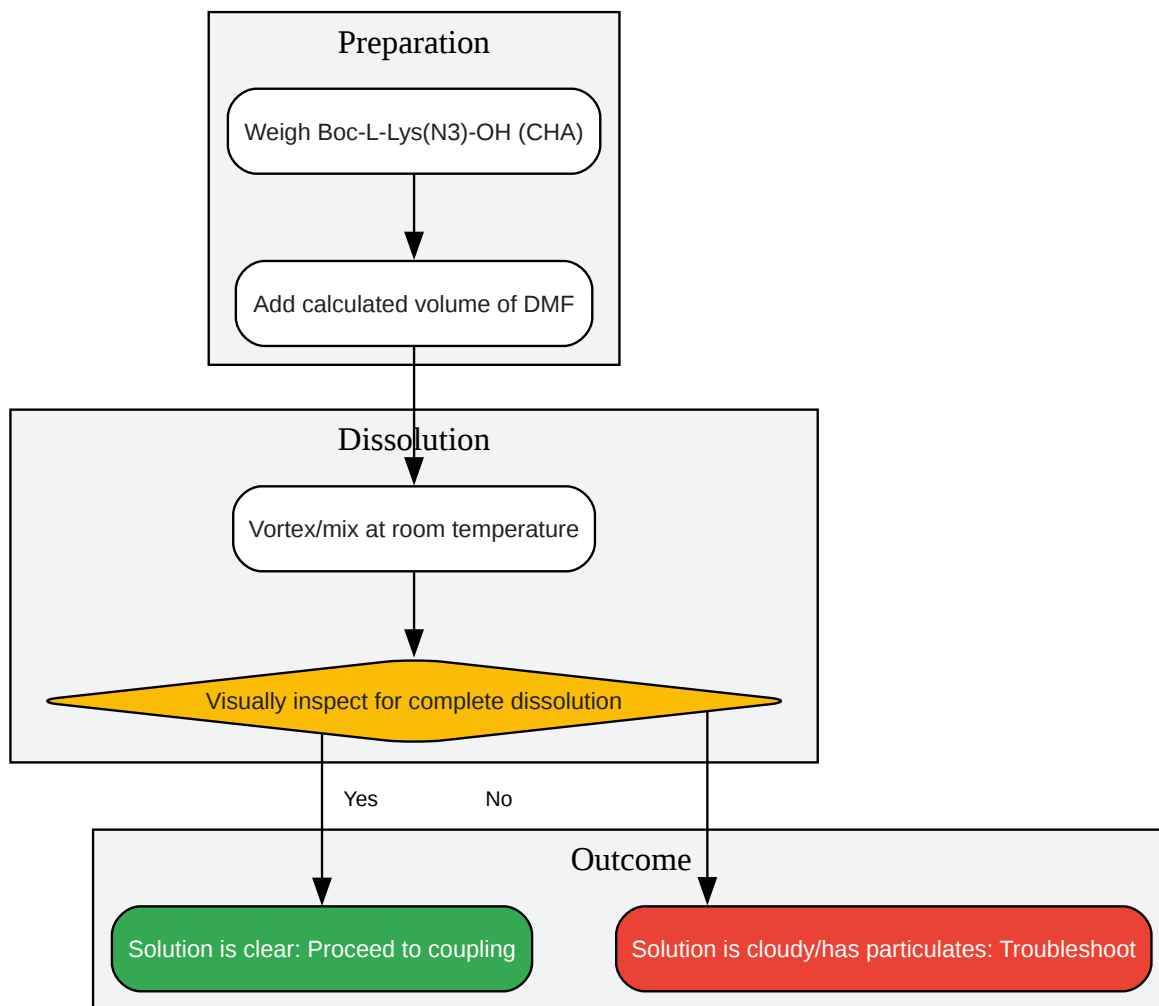 Preparation
Weigh Boc-L-Lys(N3)-OH (CHA)
Add calculated volume of DMF
Dissolution
Vortex/mix at room temperature
Visually inspect for complete dissolution
Yes
No
Outcome
Solution is clear: Proceed to coupling
Solution is cloudy/has particulates: Troubleshoot